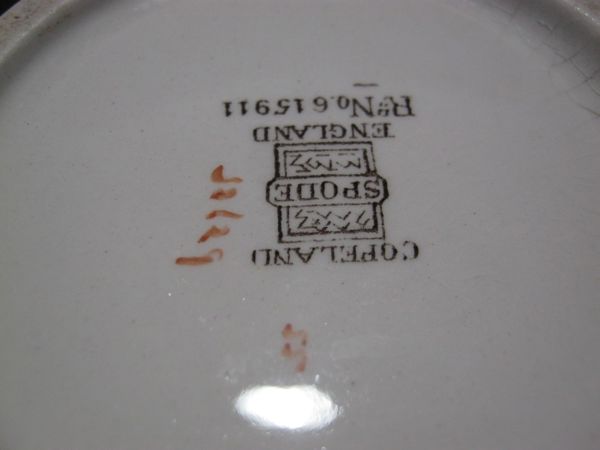 COPELAND
SPODE
ENGLAND
Rᵈ No. 615911